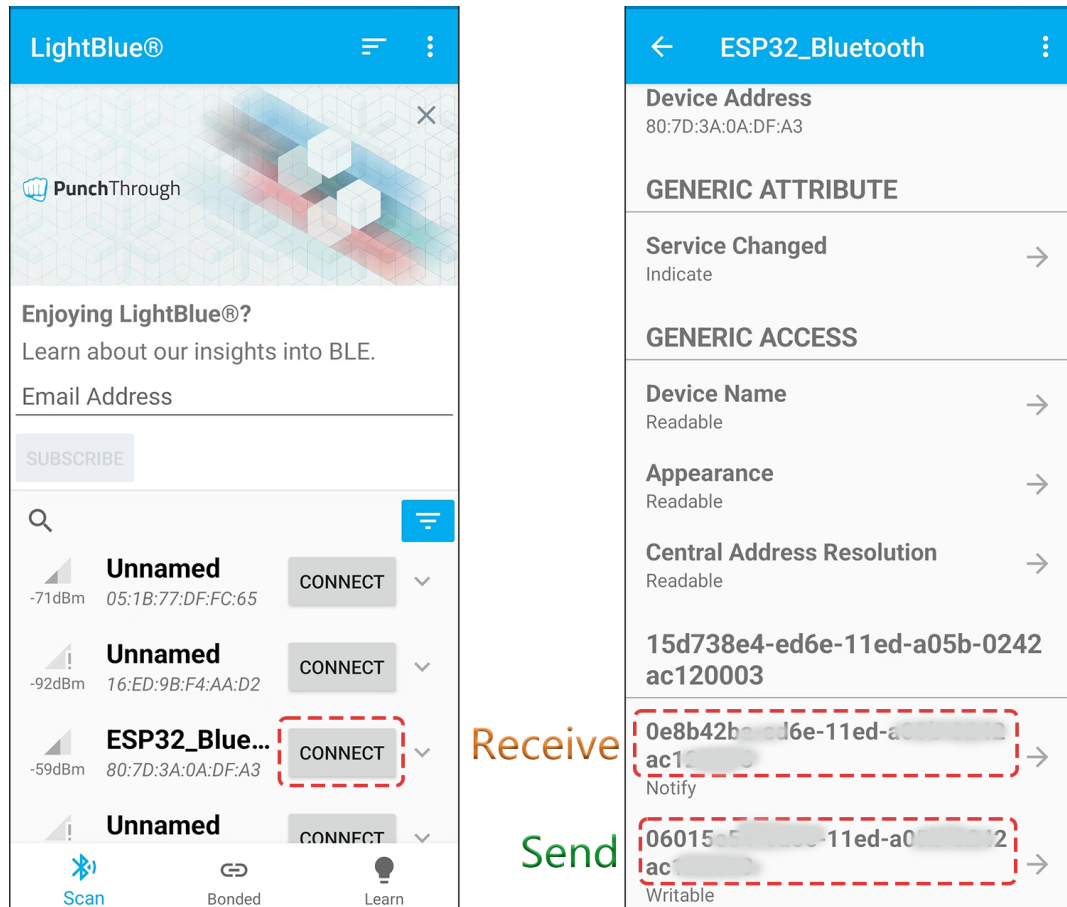 LightBlue®
PunchThrough
Enjoying LightBlue®?
Learn about our insights into BLE.
Email Address
SUBSCRIBE
Unnamed
CONNECT
-71dBm
05:1B:77:DF:FC:65
Unnamed
CONNECT
-92dBm
16:ED:9B:F4:AA:D2
ESP32_Blue...
CONNECT
-59dBm
80:7D:3A:0A:DF:A3
Unnamed
CONNECT
Scan
Bonded
Learn
Receive
Send
ESP32_Bluetooth
Device Address
80:7D:3A:0A:DF:A3
GENERIC ATTRIBUTE
Service Changed
Indicate
GENERIC ACCESS
Device Name
Readable
Appearance
Readable
Central Address Resolution
Readable
15d738e4-ed6e-11ed-a05b-0242
ac120003
Notify
Writable